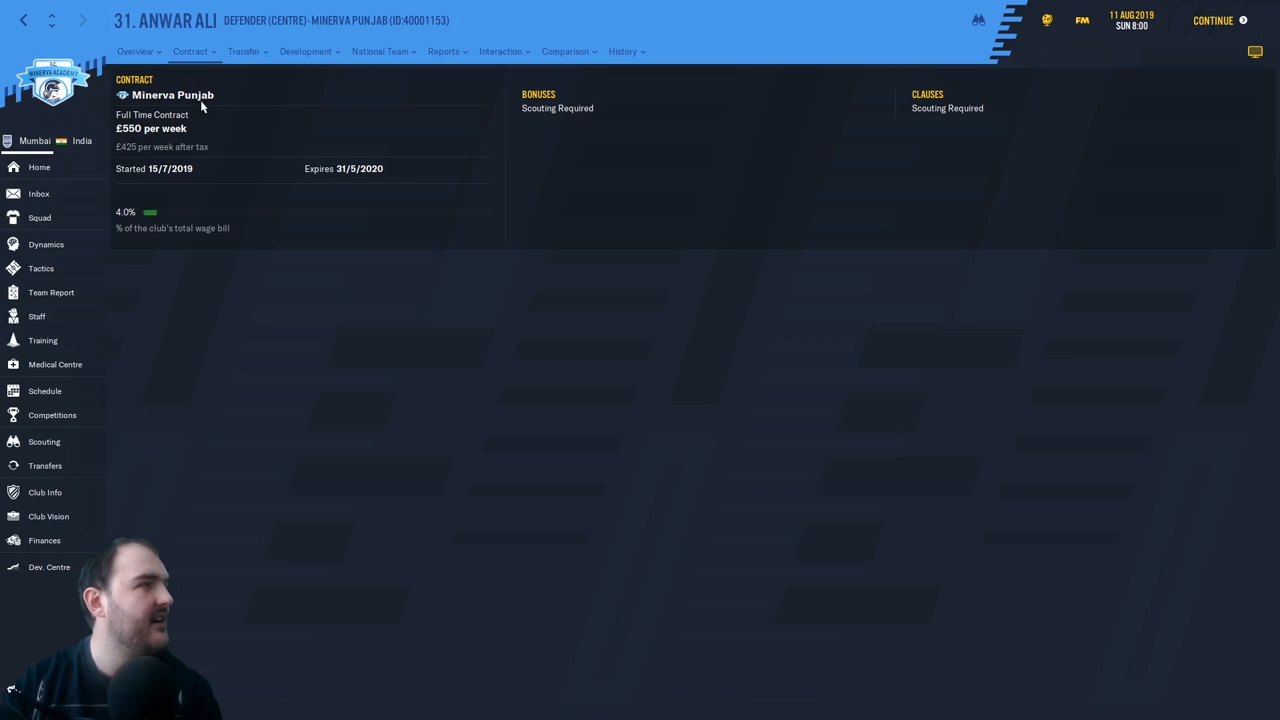 31. ANWAR ALI DEFENDER (CENTRE) - MINERVA PUNJAB (ID:40001153)
FM
11 AUG 2019
SUN 8:00
CONTINUE
Overview Contract Transfer Development National Team Reports Interaction Comparison History
MINERVA ACADEMY
Mumbai India
Home
Inbox
Squad
Dynamics
Tactics
Team Report
Staff
Training
Medical Centre
Schedule
Competitions
Scouting
Transfers
Club Info
Club Vision
Finances
Dev. Centre
CONTRACT
Minerva Punjab
Full Time Contract
£550 per week
£425 per week after tax
Started 15/7/2019 Expires 31/5/2020
4.0%
% of the club's total wage bill
BONUSES
Scouting Required
CLAUSES
Scouting Required